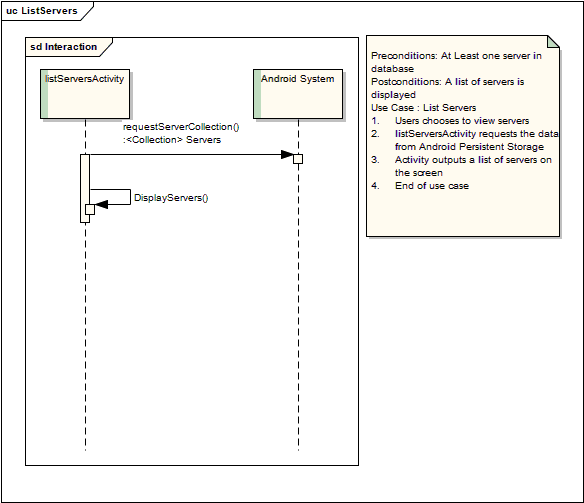 uc ListServers
sd Interaction
listServersActivity
Android System
requestServerCollection()
:<Collection> Servers
DisplayServers()
Preconditions: At Least one server in
database
Postconditions: A list of servers is
displayed
Use Case : List Servers
1. Users chooses to view servers
2. listServersActivity requests the data
from Android Persistent Storage
3. Activity outputs a list of servers on
the screen
4. End of use case